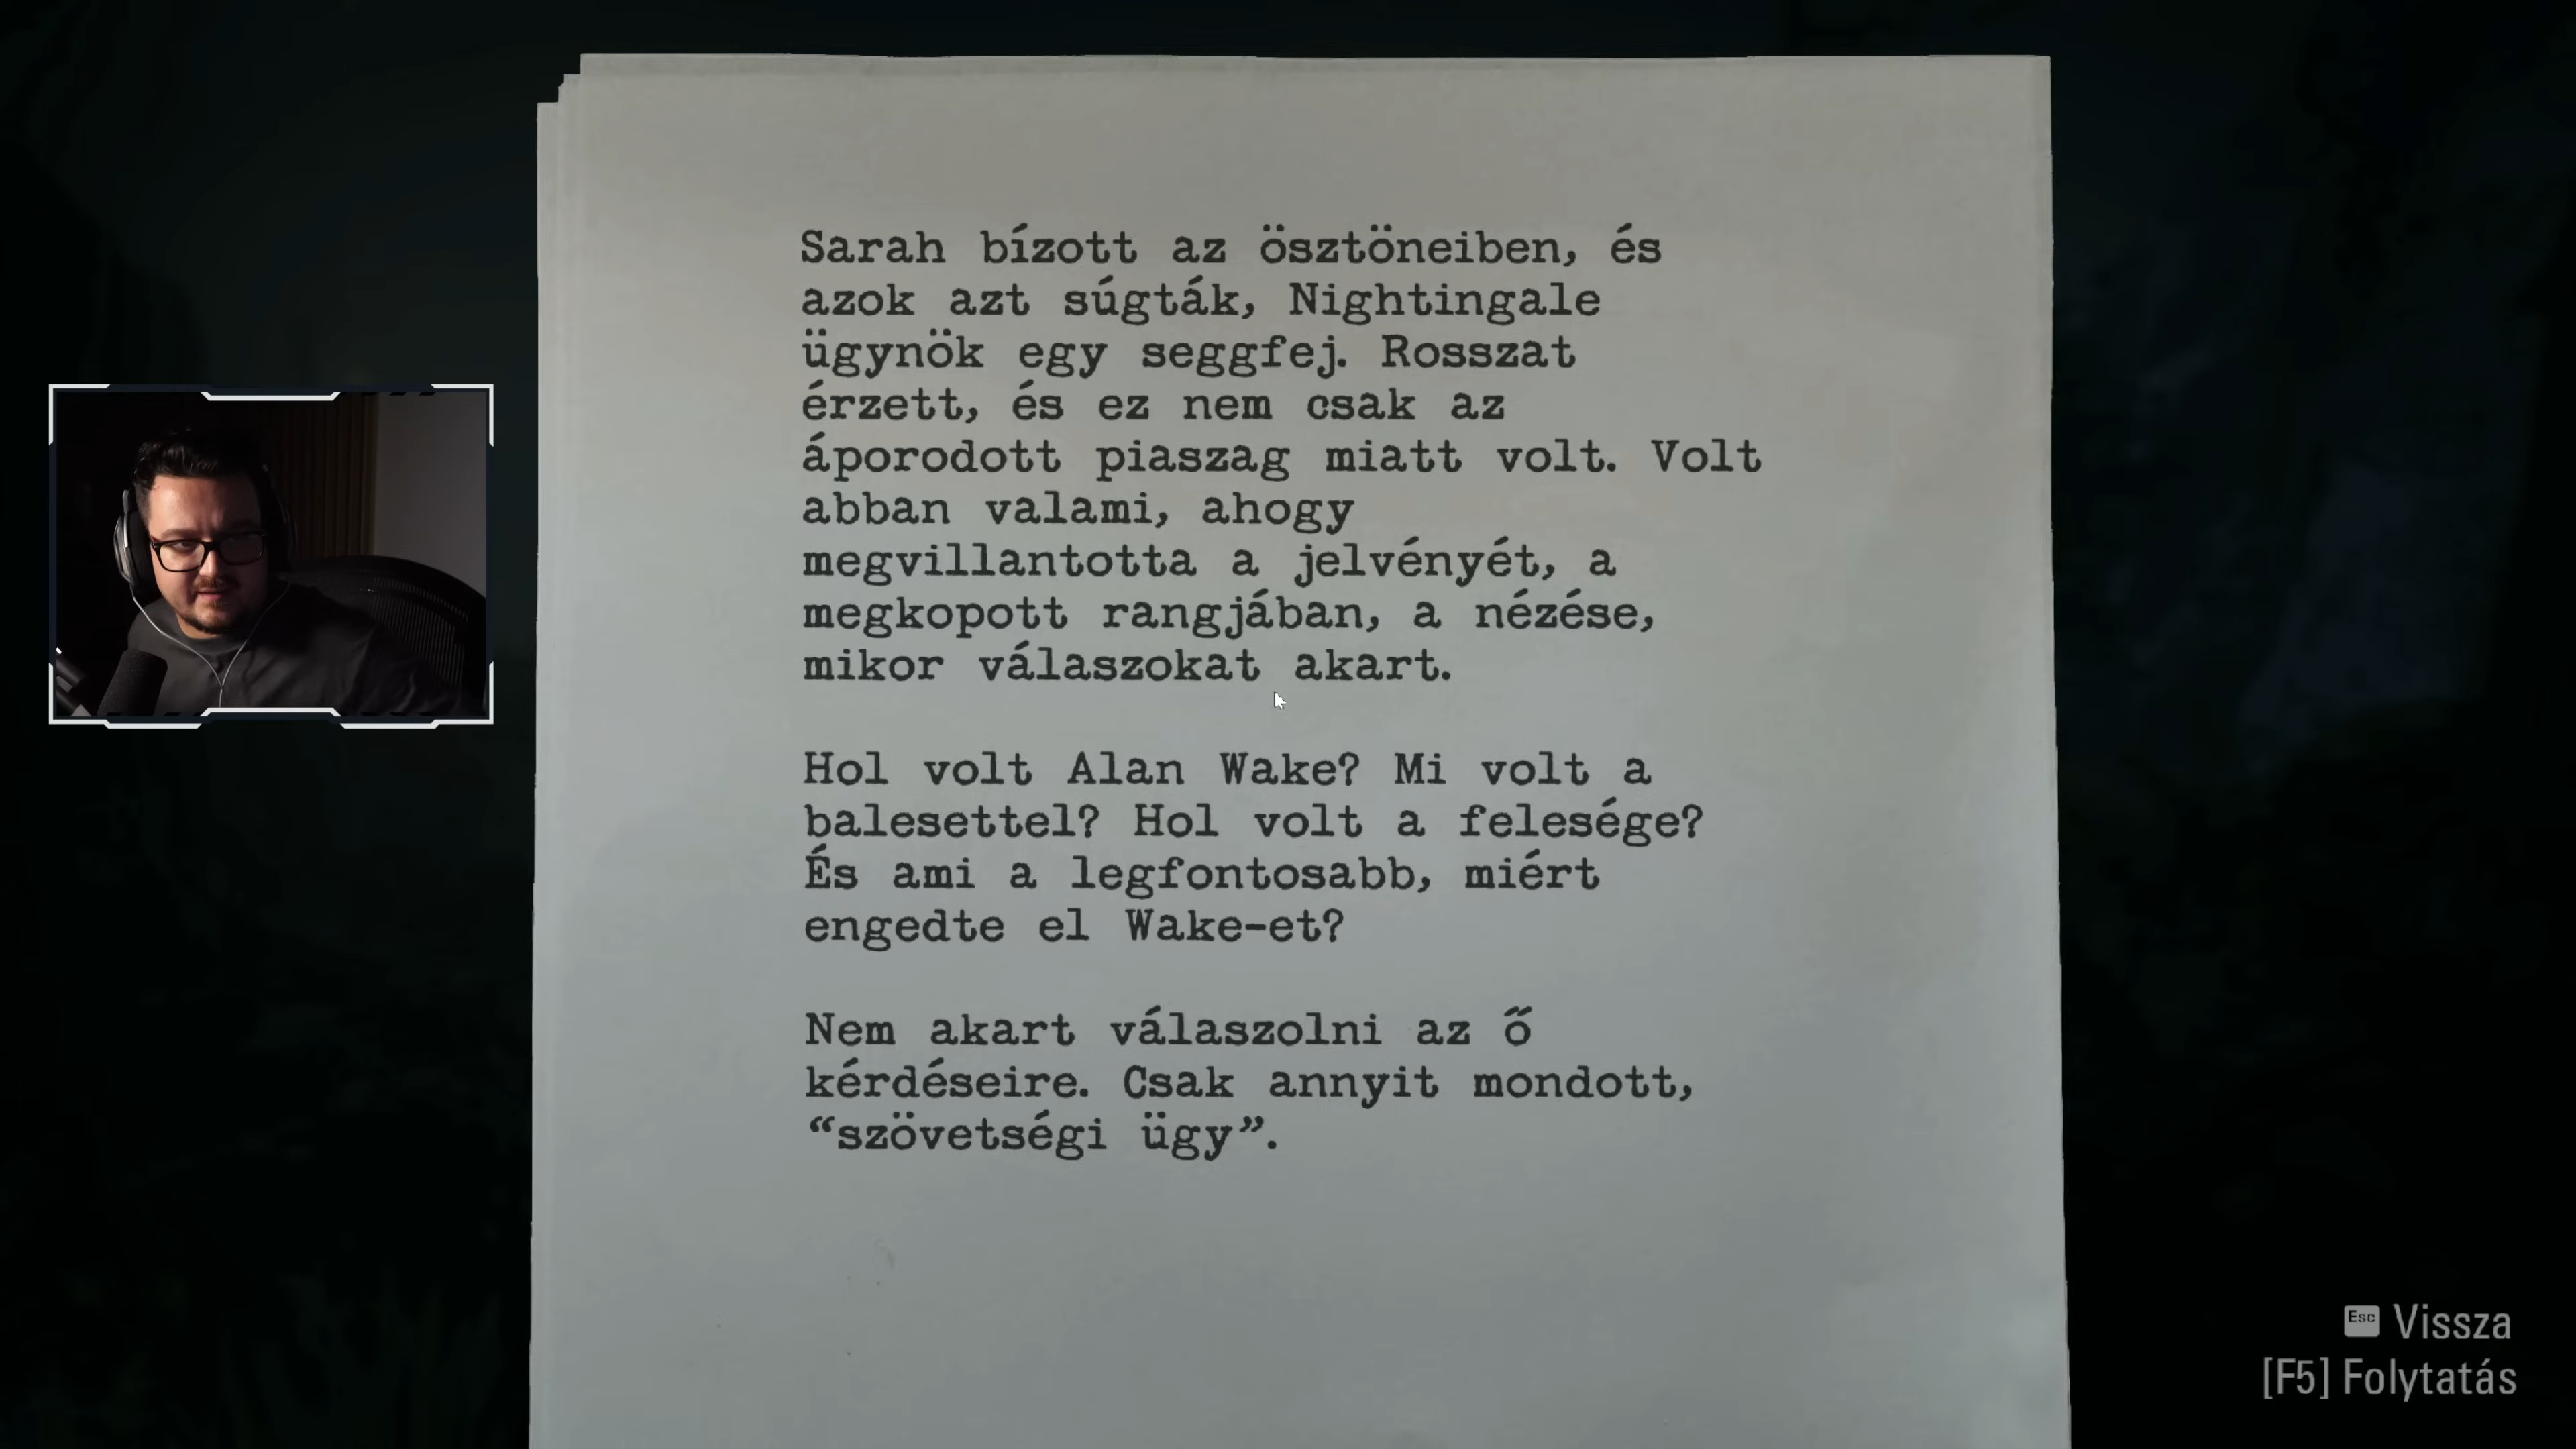 Sarah bízott az ösztöneiben, és
azok azt súgták, Nightingale
ügynök egy seggfej. Rosszat
érzett, és ez nem csak az
áporodott piaszag miatt volt. Volt
abban valami, ahogy
megvillantotta a jelvényét, a
megkopott rangjában, a nézése,
mikor válaszokat akart.
Hol volt Alan Wake? Mi volt a
balesettel? Hol volt a felesége?
És ami a legfontosabb, miért
engedte el Wake-et?
Nem akart válaszolni az ő
kérdéseire. Csak annyit mondott,
“szövetségi ügy”.
Esc Vissza
[F5] Folytatás